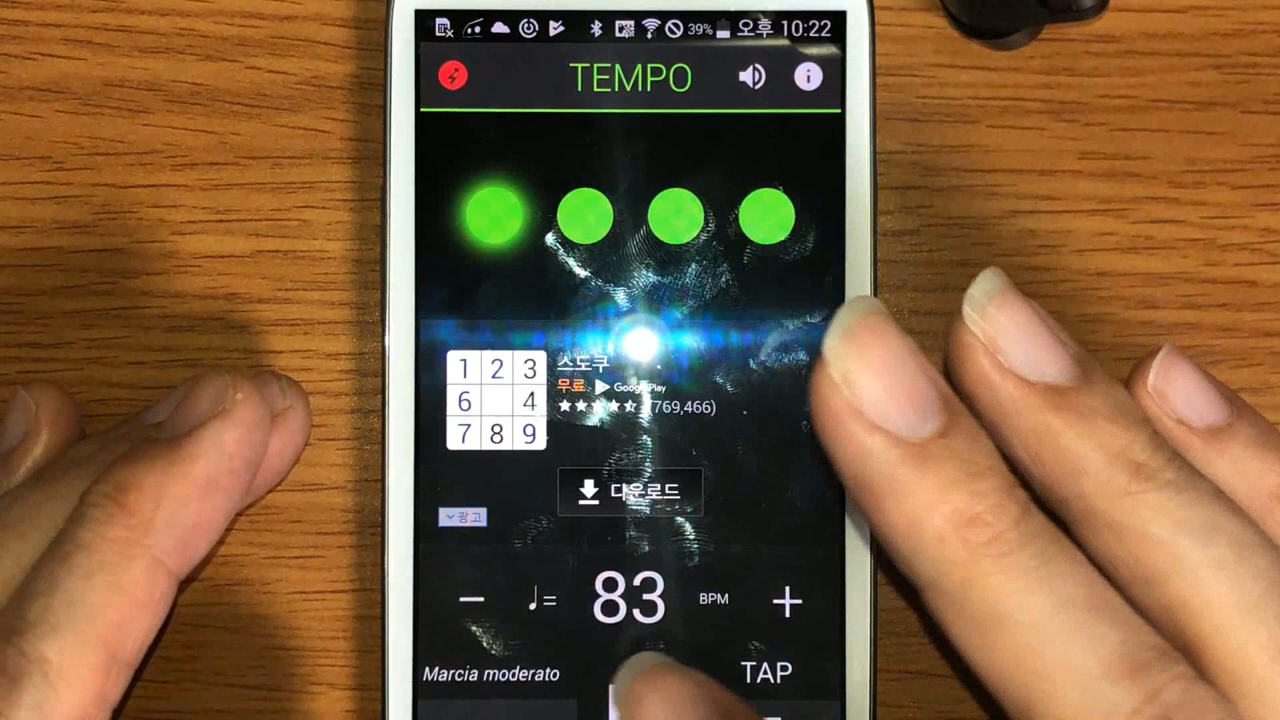 39% 오후 10:22
TEMPO
1 2 3
6 4
7 8 9
스도쿠
무료 Google Play
(769,466)
다운로드
광고
− ♩= 83 BPM +
Marcia moderato
TAP